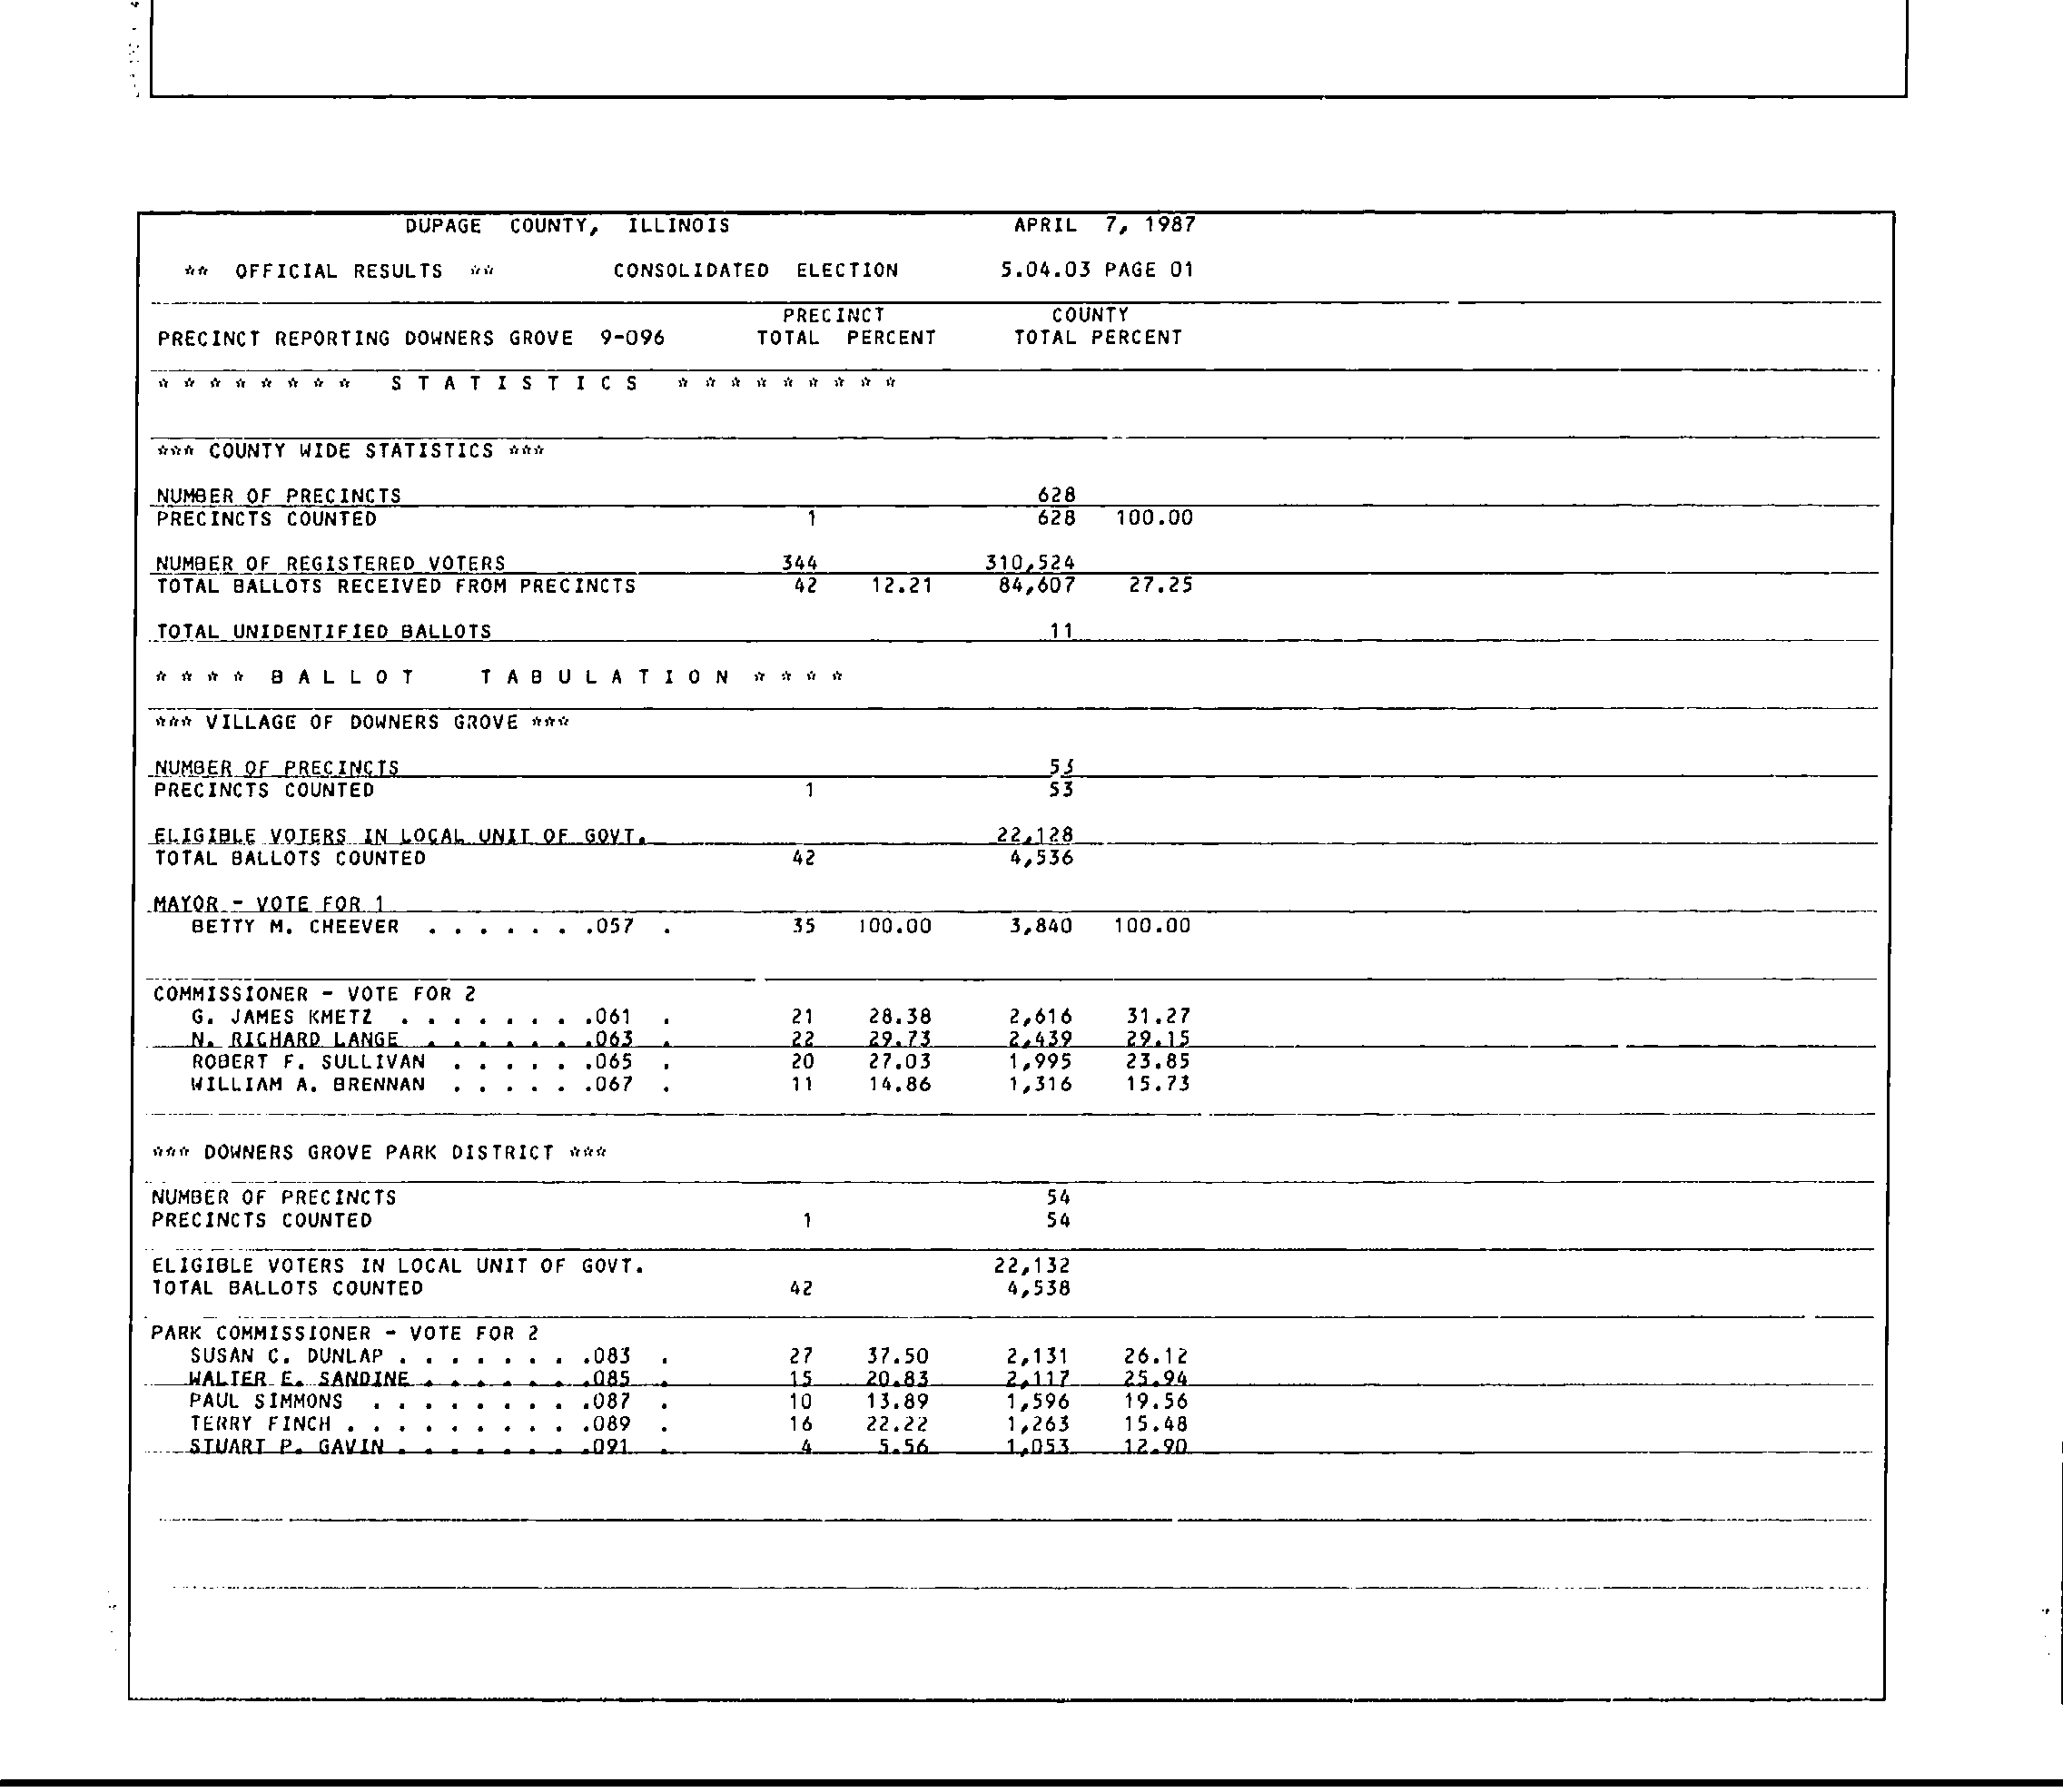 DUPAGE COUNTY, ILLINOIS APRIL 7, 1987
** OFFICIAL RESULTS ** CONSOLIDATED ELECTION 5.04.03 PAGE 01
PRECINCT COUNTY
PRECINCT REPORTING DOWNERS GROVE 9-096 TOTAL PERCENT TOTAL PERCENT
* * * * * * * * S T A T I S T I C S * * * * * * * * *
*** COUNTY WIDE STATISTICS ***
NUMBER OF PRECINCTS 628
PRECINCTS COUNTED 1 628 100.00
NUMBER OF REGISTERED VOTERS 344 310,524
TOTAL BALLOTS RECEIVED FROM PRECINCTS 42 12.21 84,607 27.25
TOTAL UNIDENTIFIED BALLOTS 11
* * * * B A L L O T T A B U L A T I O N * * * *
*** VILLAGE OF DOWNERS GROVE ***
NUMBER OF PRECINCTS 53
PRECINCTS COUNTED 1 53
ELIGIBLE VOTERS IN LOCAL UNIT OF GOVT. 22,128
TOTAL BALLOTS COUNTED 42 4,536
MAYOR - VOTE FOR 1
BETTY M. CHEEVER . . . . . . .057 . 35 100.00 3,840 100.00
COMMISSIONER - VOTE FOR 2
G. JAMES KMETZ . . . . . . . .061 . 21 28.38 2,616 31.27
N. RICHARD LANGE . . . . . . .063 . 22 29.73 2,439 29.15
ROBERT F. SULLIVAN . . . . . .065 . 20 27.03 1,995 23.85
WILLIAM A. BRENNAN . . . . . .067 . 11 14.86 1,316 15.73
*** DOWNERS GROVE PARK DISTRICT ***
NUMBER OF PRECINCTS 54
PRECINCTS COUNTED 1 54
ELIGIBLE VOTERS IN LOCAL UNIT OF GOVT. 22,132
TOTAL BALLOTS COUNTED 42 4,538
PARK COMMISSIONER - VOTE FOR 2
SUSAN C. DUNLAP . . . . . . . .083 . 27 37.50 2,131 26.12
WALTER E. SANDINE . . . . . . .085 . 15 20.83 2,117 25.94
PAUL SIMMONS . . . . . . . . .087 . 10 13.89 1,596 19.56
TERRY FINCH . . . . . . . . . .089 . 16 22.22 1,263 15.48
STUART P. GAVIN . . . . . . . .091 . 4 5.56 1,053 12.90